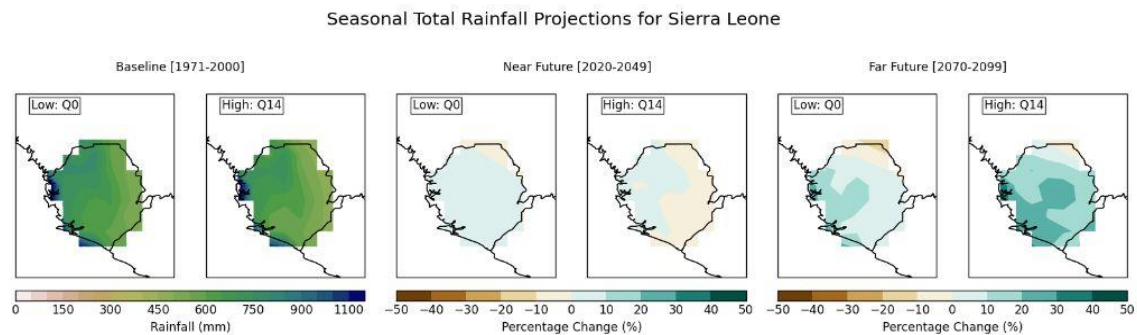 Seasonal Total Rainfall Projections for Sierra Leone
Baseline [1971-2000] Near Future [2020-2049] Far Future [2070-2099]
Low: Q0 High: Q14 Low: Q0 High: Q14 Low: Q0 High: Q14
0 150 300 450 600 750 900 1100 −50 −40 −30 −20 −10 0 10 20 30 40 50 −50 −40 −30 −20 −10 0 10 20 30 40 50
Rainfall (mm) Percentage Change (%) Percentage Change (%)